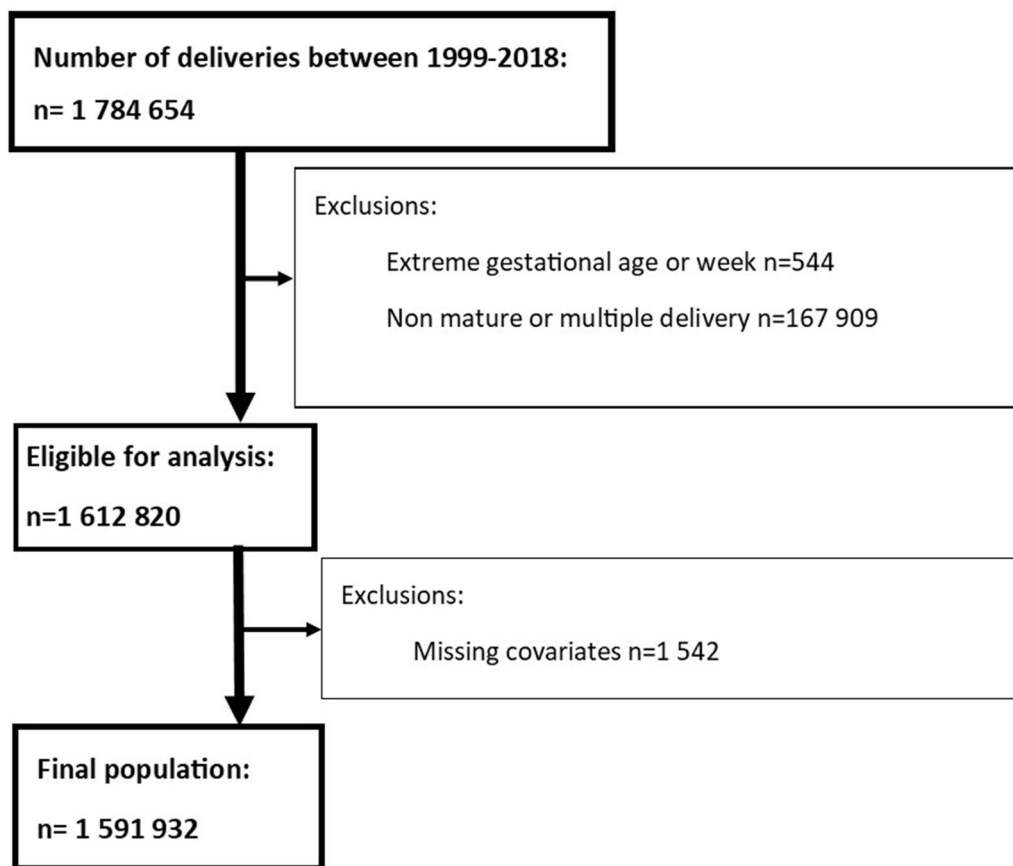 Number of deliveries between 1999-2018:
n= 1 784 654
Exclusions:
Extreme gestational age or week n=544
Non mature or multiple delivery n=167 909
Eligible for analysis:
n=1 612 820
Exclusions:
Missing covariates n=1 542
Final population:
n= 1 591 932